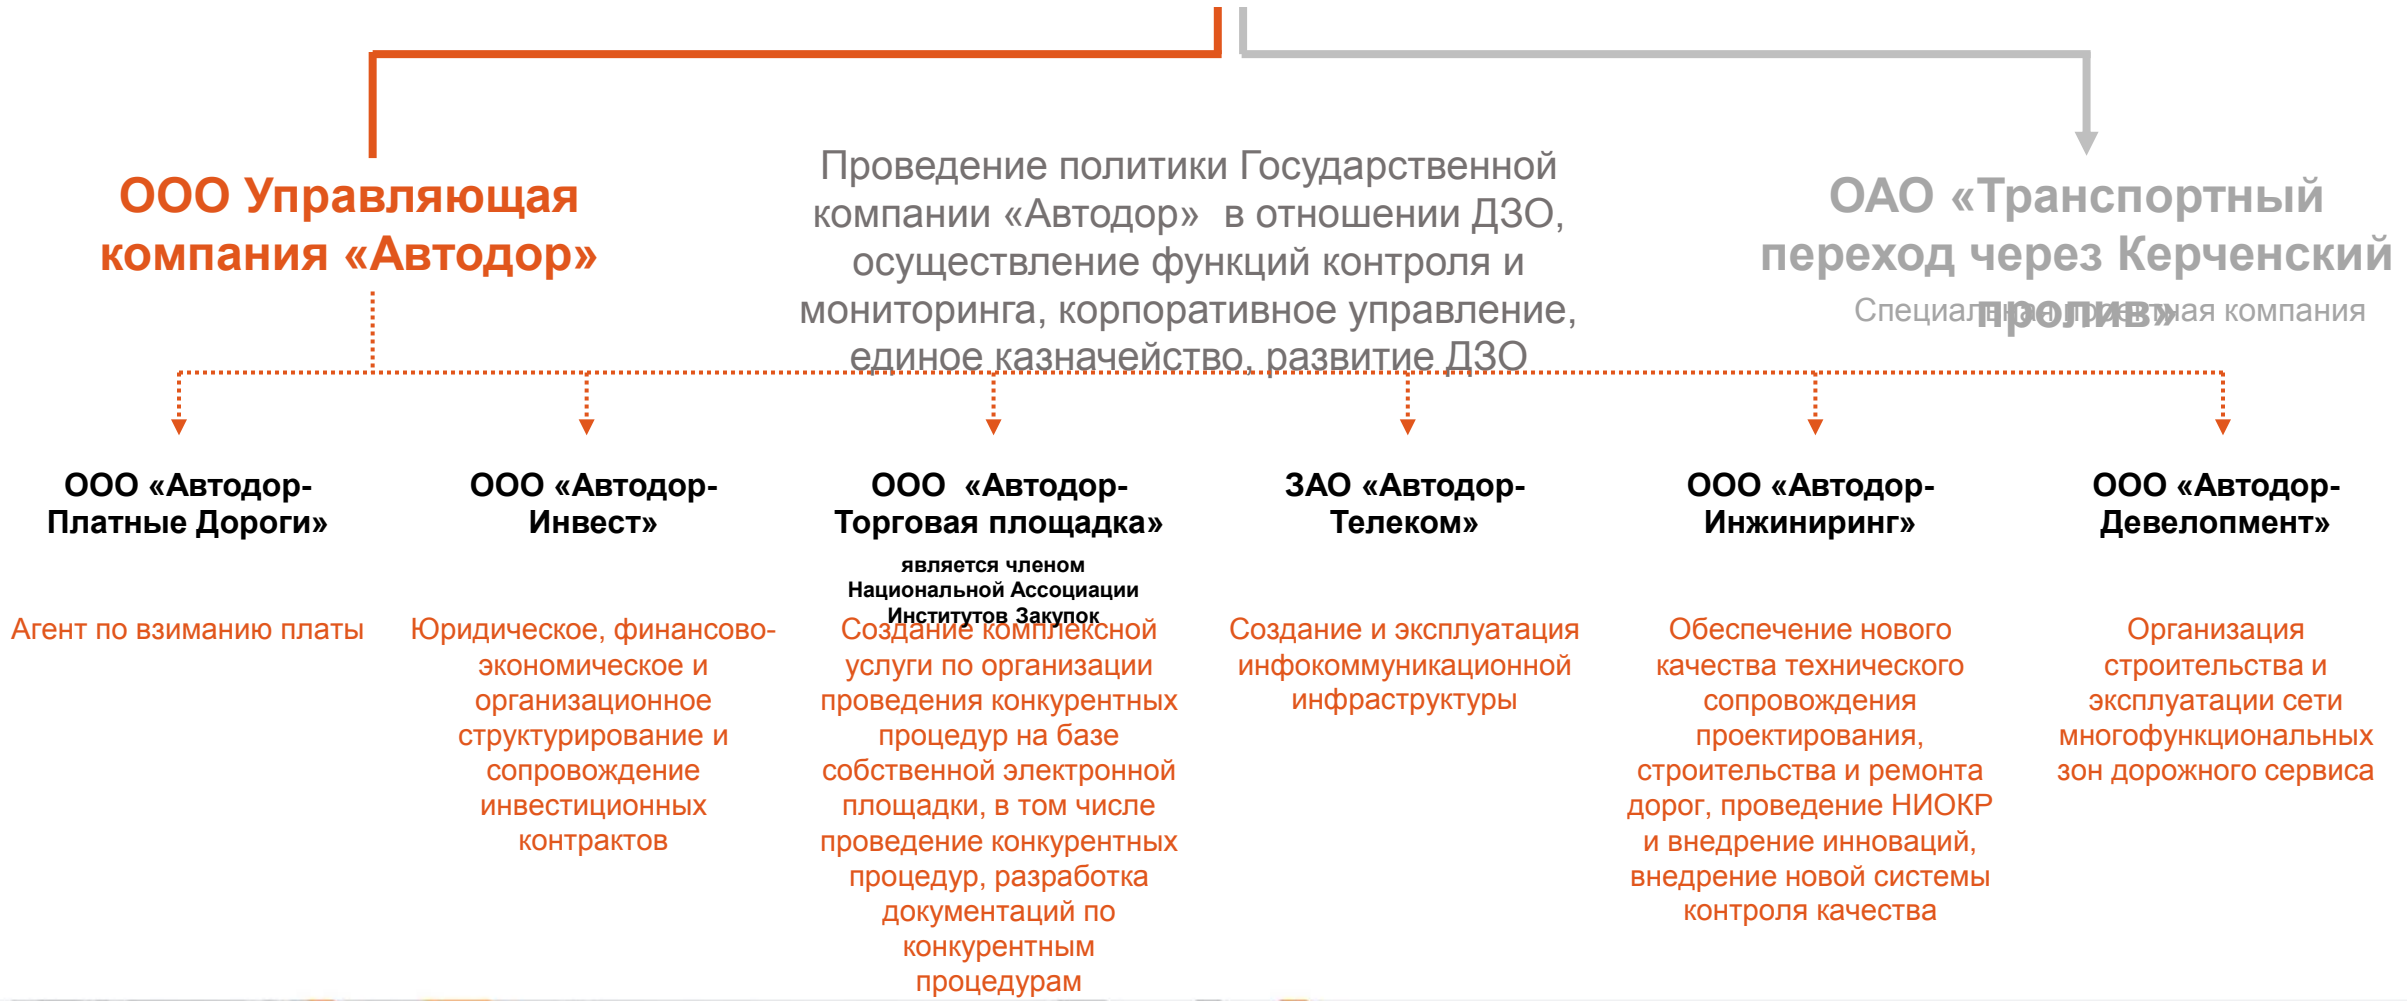 ООО Управляющая
компания «Автодор»
Проведение политики Государственной
компании «Автодор» в отношении ДЗО,
осуществление функций контроля и
мониторинга, корпоративное управление,
единое казначейство, развитие ДЗО
ОАО «Транспортный
переход через Керченский
пролив»
Специальная проектная компания
ООО «Автодор-
Платные Дороги»
Агент по взиманию платы
ООО «Автодор-
Инвест»
Юридическое, финансово-
экономическое и
организационное
структурирование и
сопровождение
инвестиционных
контрактов
ООО «Автодор-
Торговая площадка»
является членом
Национальной Ассоциации
Институтов Закупок
Создание комплексной
услуги по организации
проведения конкурентных
процедур на базе
собственной электронной
площадки, в том числе
проведение конкурентных
процедур, разработка
документаций по
конкурентным
процедурам
ЗАО «Автодор-
Телеком»
Создание и эксплуатация
инфокоммуникационной
инфраструктуры
ООО «Автодор-
Инжиниринг»
Обеспечение нового
качества технического
сопровождения
проектирования,
строительства и ремонта
дорог, проведение НИОКР
и внедрение инноваций,
внедрение новой системы
контроля качества
ООО «Автодор-
Девелопмент»
Организация
строительства и
эксплуатации сети
многофункциональных
зон дорожного сервиса